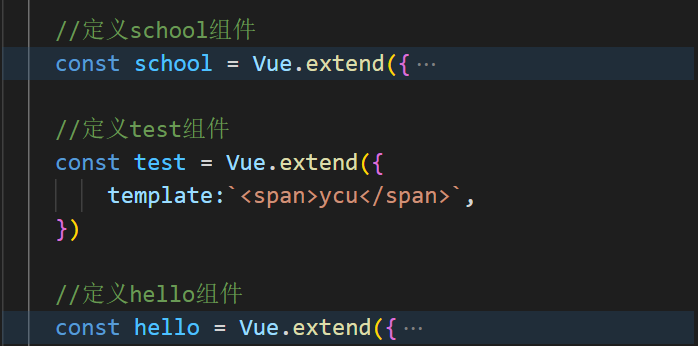 //定义school组件
const school = Vue.extend({ ···
//定义test组件
const test = Vue.extend({
template:`<span>ycu</span>`,
})
//定义hello组件
const hello = Vue.extend({ ···